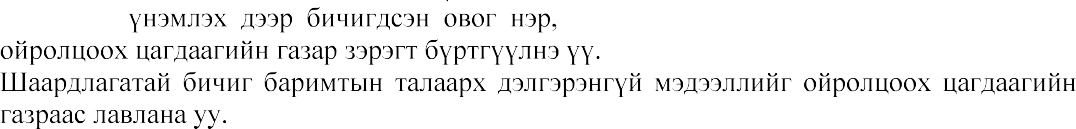 үнэмлэх дээр бичигдсэн овог нэр,
ойролцоох цагдаагийн газар зэрэгт бүртгүүлнэ үү.
Шаардлагатай бичиг баримтын талаарх дэлгэрэнгүй мэдээллийг ойролцоох цагдаагийн
газраас лавлана уу.